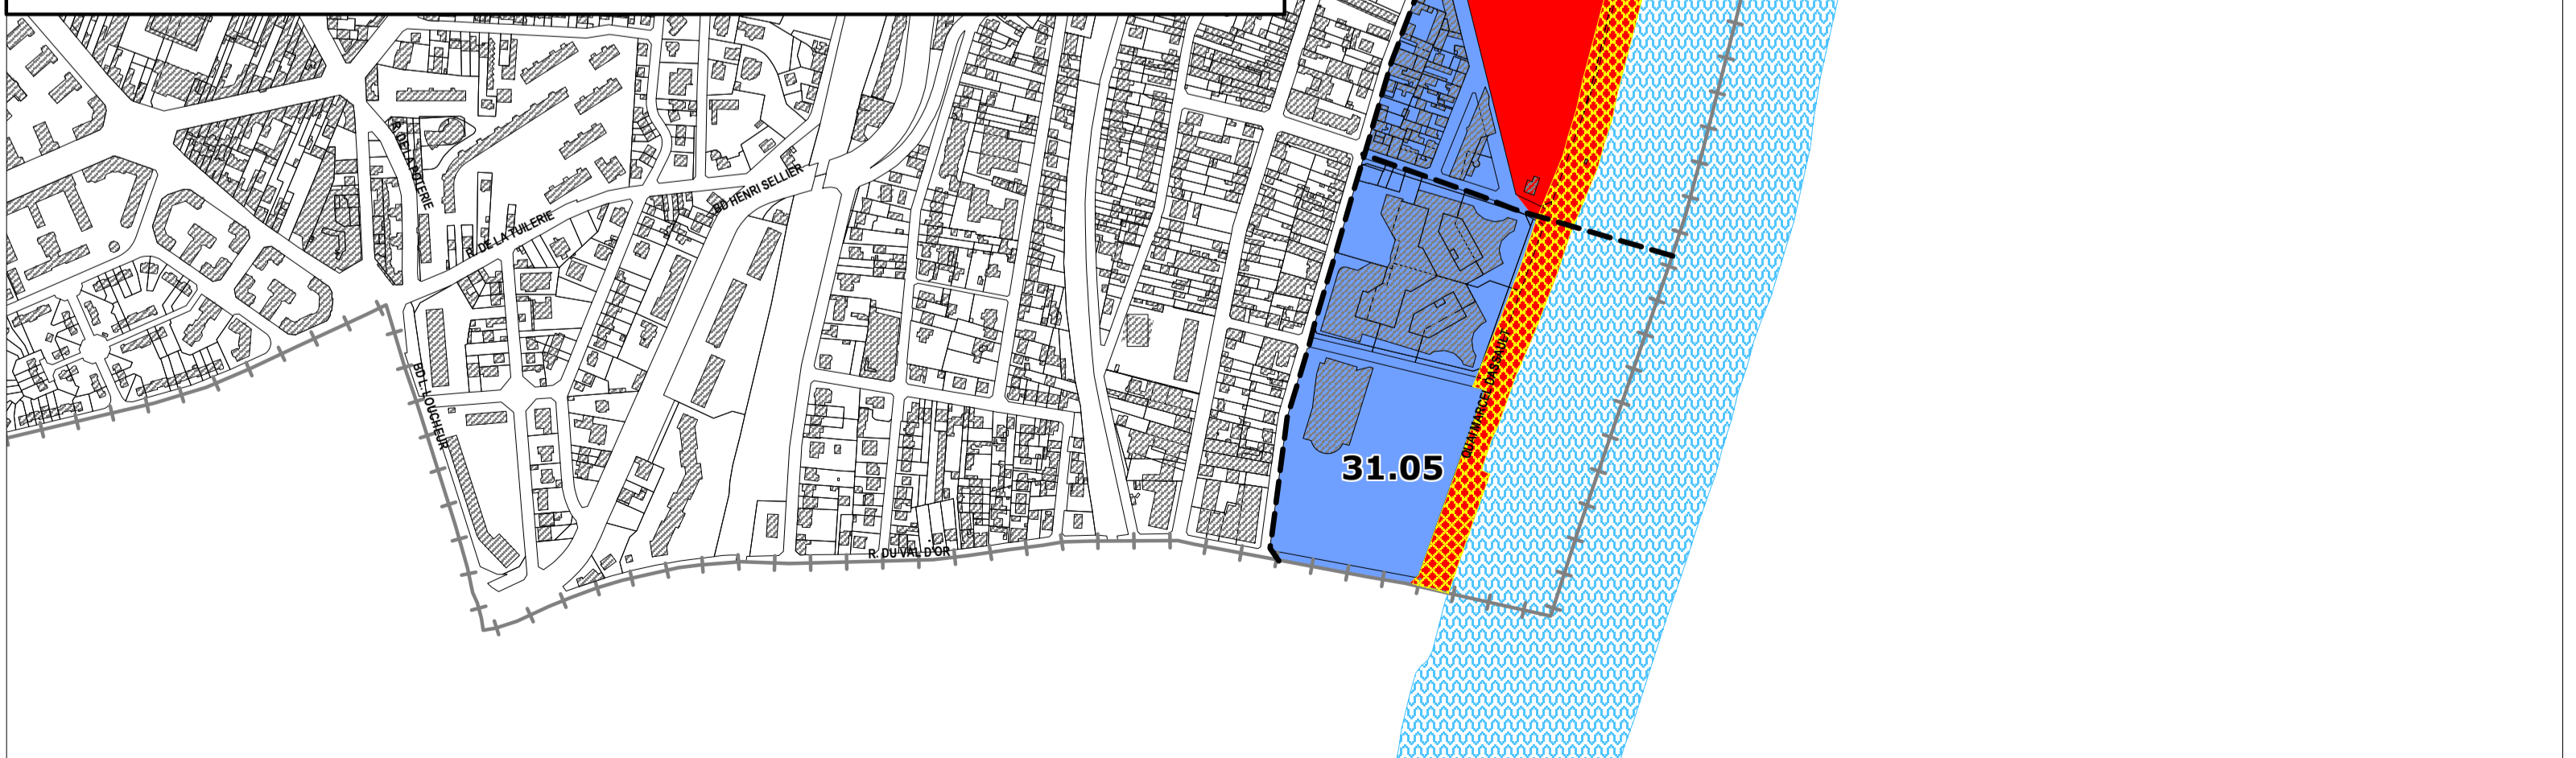 R. DE LA POTERIE
R. DE LA TUILERIE
BD HENRI SELLIER
BD L. LOUCHEUR
QUAI MARCEL DASSAULT
31.05
R. DU VAL D'OR